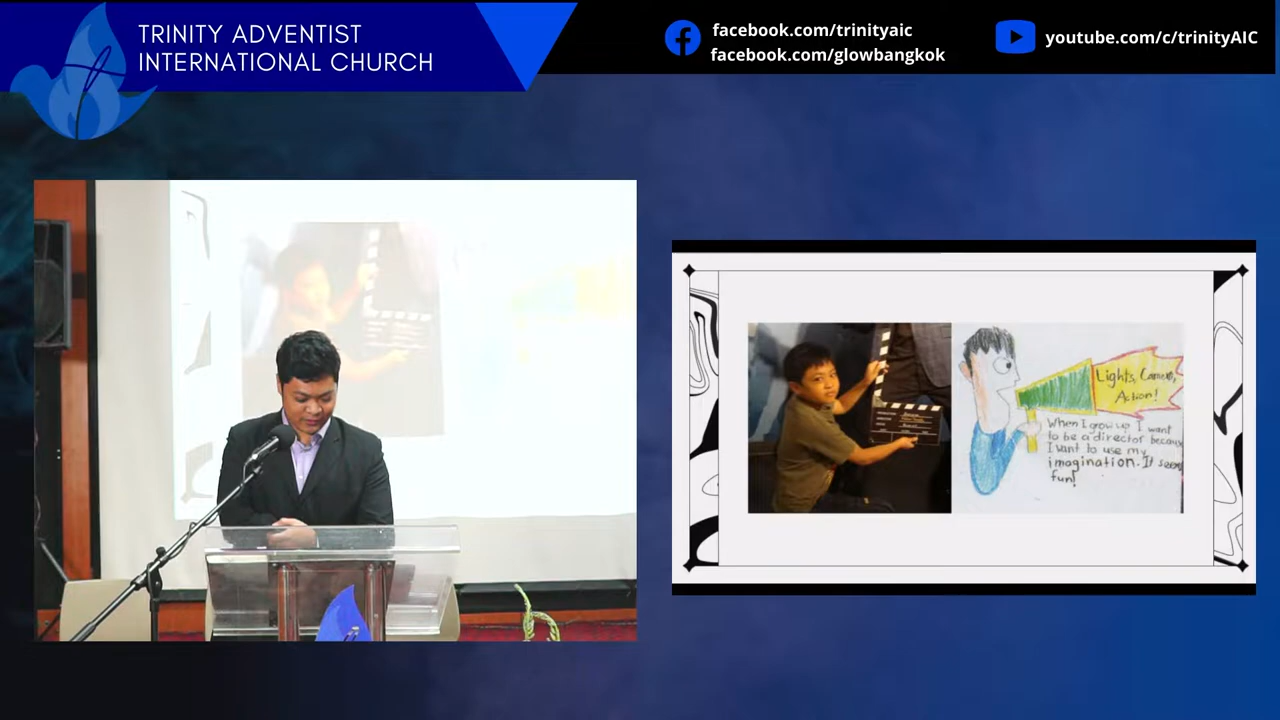 TRINITY ADVENTIST
INTERNATIONAL CHURCH
facebook.com/trinityaic
facebook.com/glowbangkok
youtube.com/c/trinityAIC
Lights, Camera,
Action!
When I grow up I want
to be a director because
I want to use my
imagination. It seems
fun!